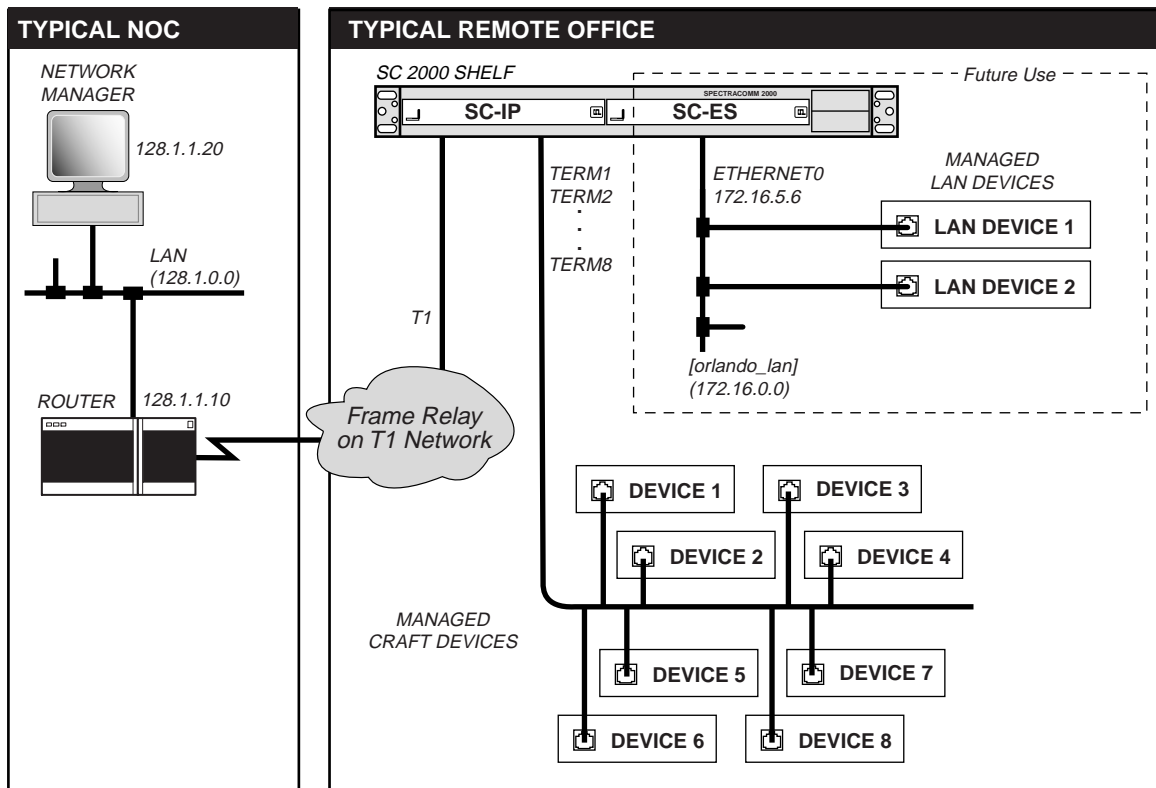 TYPICAL NOC
NETWORK
MANAGER
128.1.1.20
LAN
(128.1.0.0)
ROUTER
128.1.1.10
TYPICAL REMOTE OFFICE
SC 2000 SHELF
Future Use
SPECTRACOMM 2000
SC-IP
SC-ES
TERM1
TERM2
.
.
.
TERM8
ETHERNET0
172.16.5.6
MANAGED
LAN DEVICES
LAN DEVICE 1
LAN DEVICE 2
[orlando_lan]
(172.16.0.0)
T1
Frame Relay
on T1 Network
DEVICE 1
DEVICE 3
DEVICE 2
DEVICE 4
MANAGED
CRAFT DEVICES
DEVICE 5
DEVICE 7
DEVICE 6
DEVICE 8